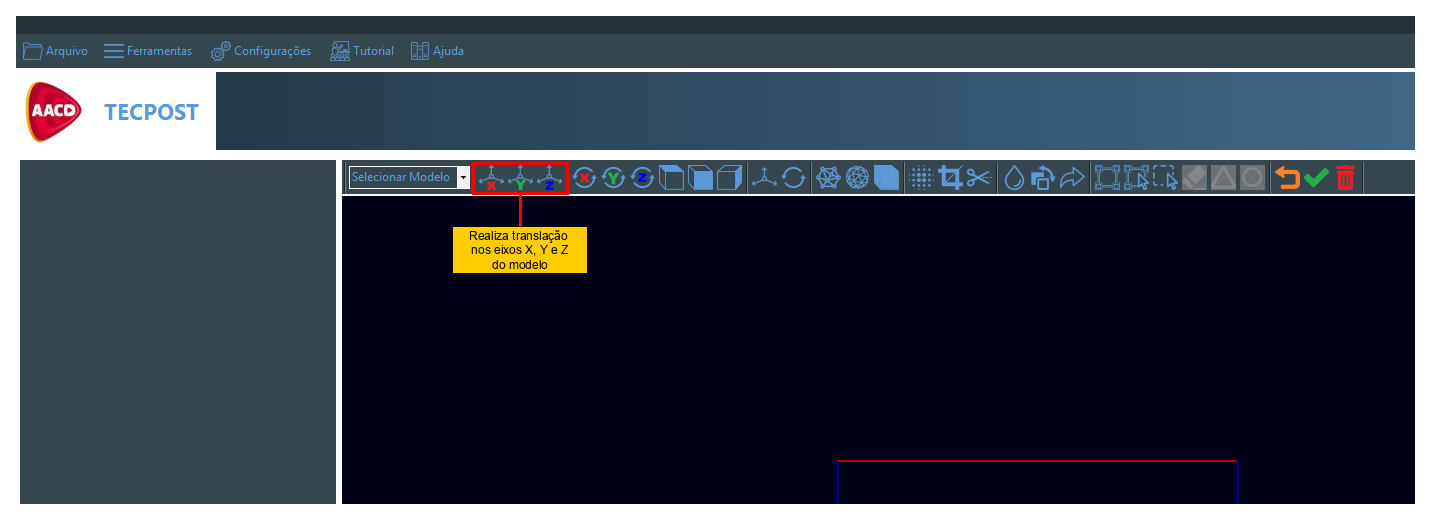 Arquivo Ferramentas Configurações Tutorial Ajuda
AACD TECPOST
Selecionar Modelo X Y Z X Y Z
Realiza translação
nos eixos X, Y e Z
do modelo